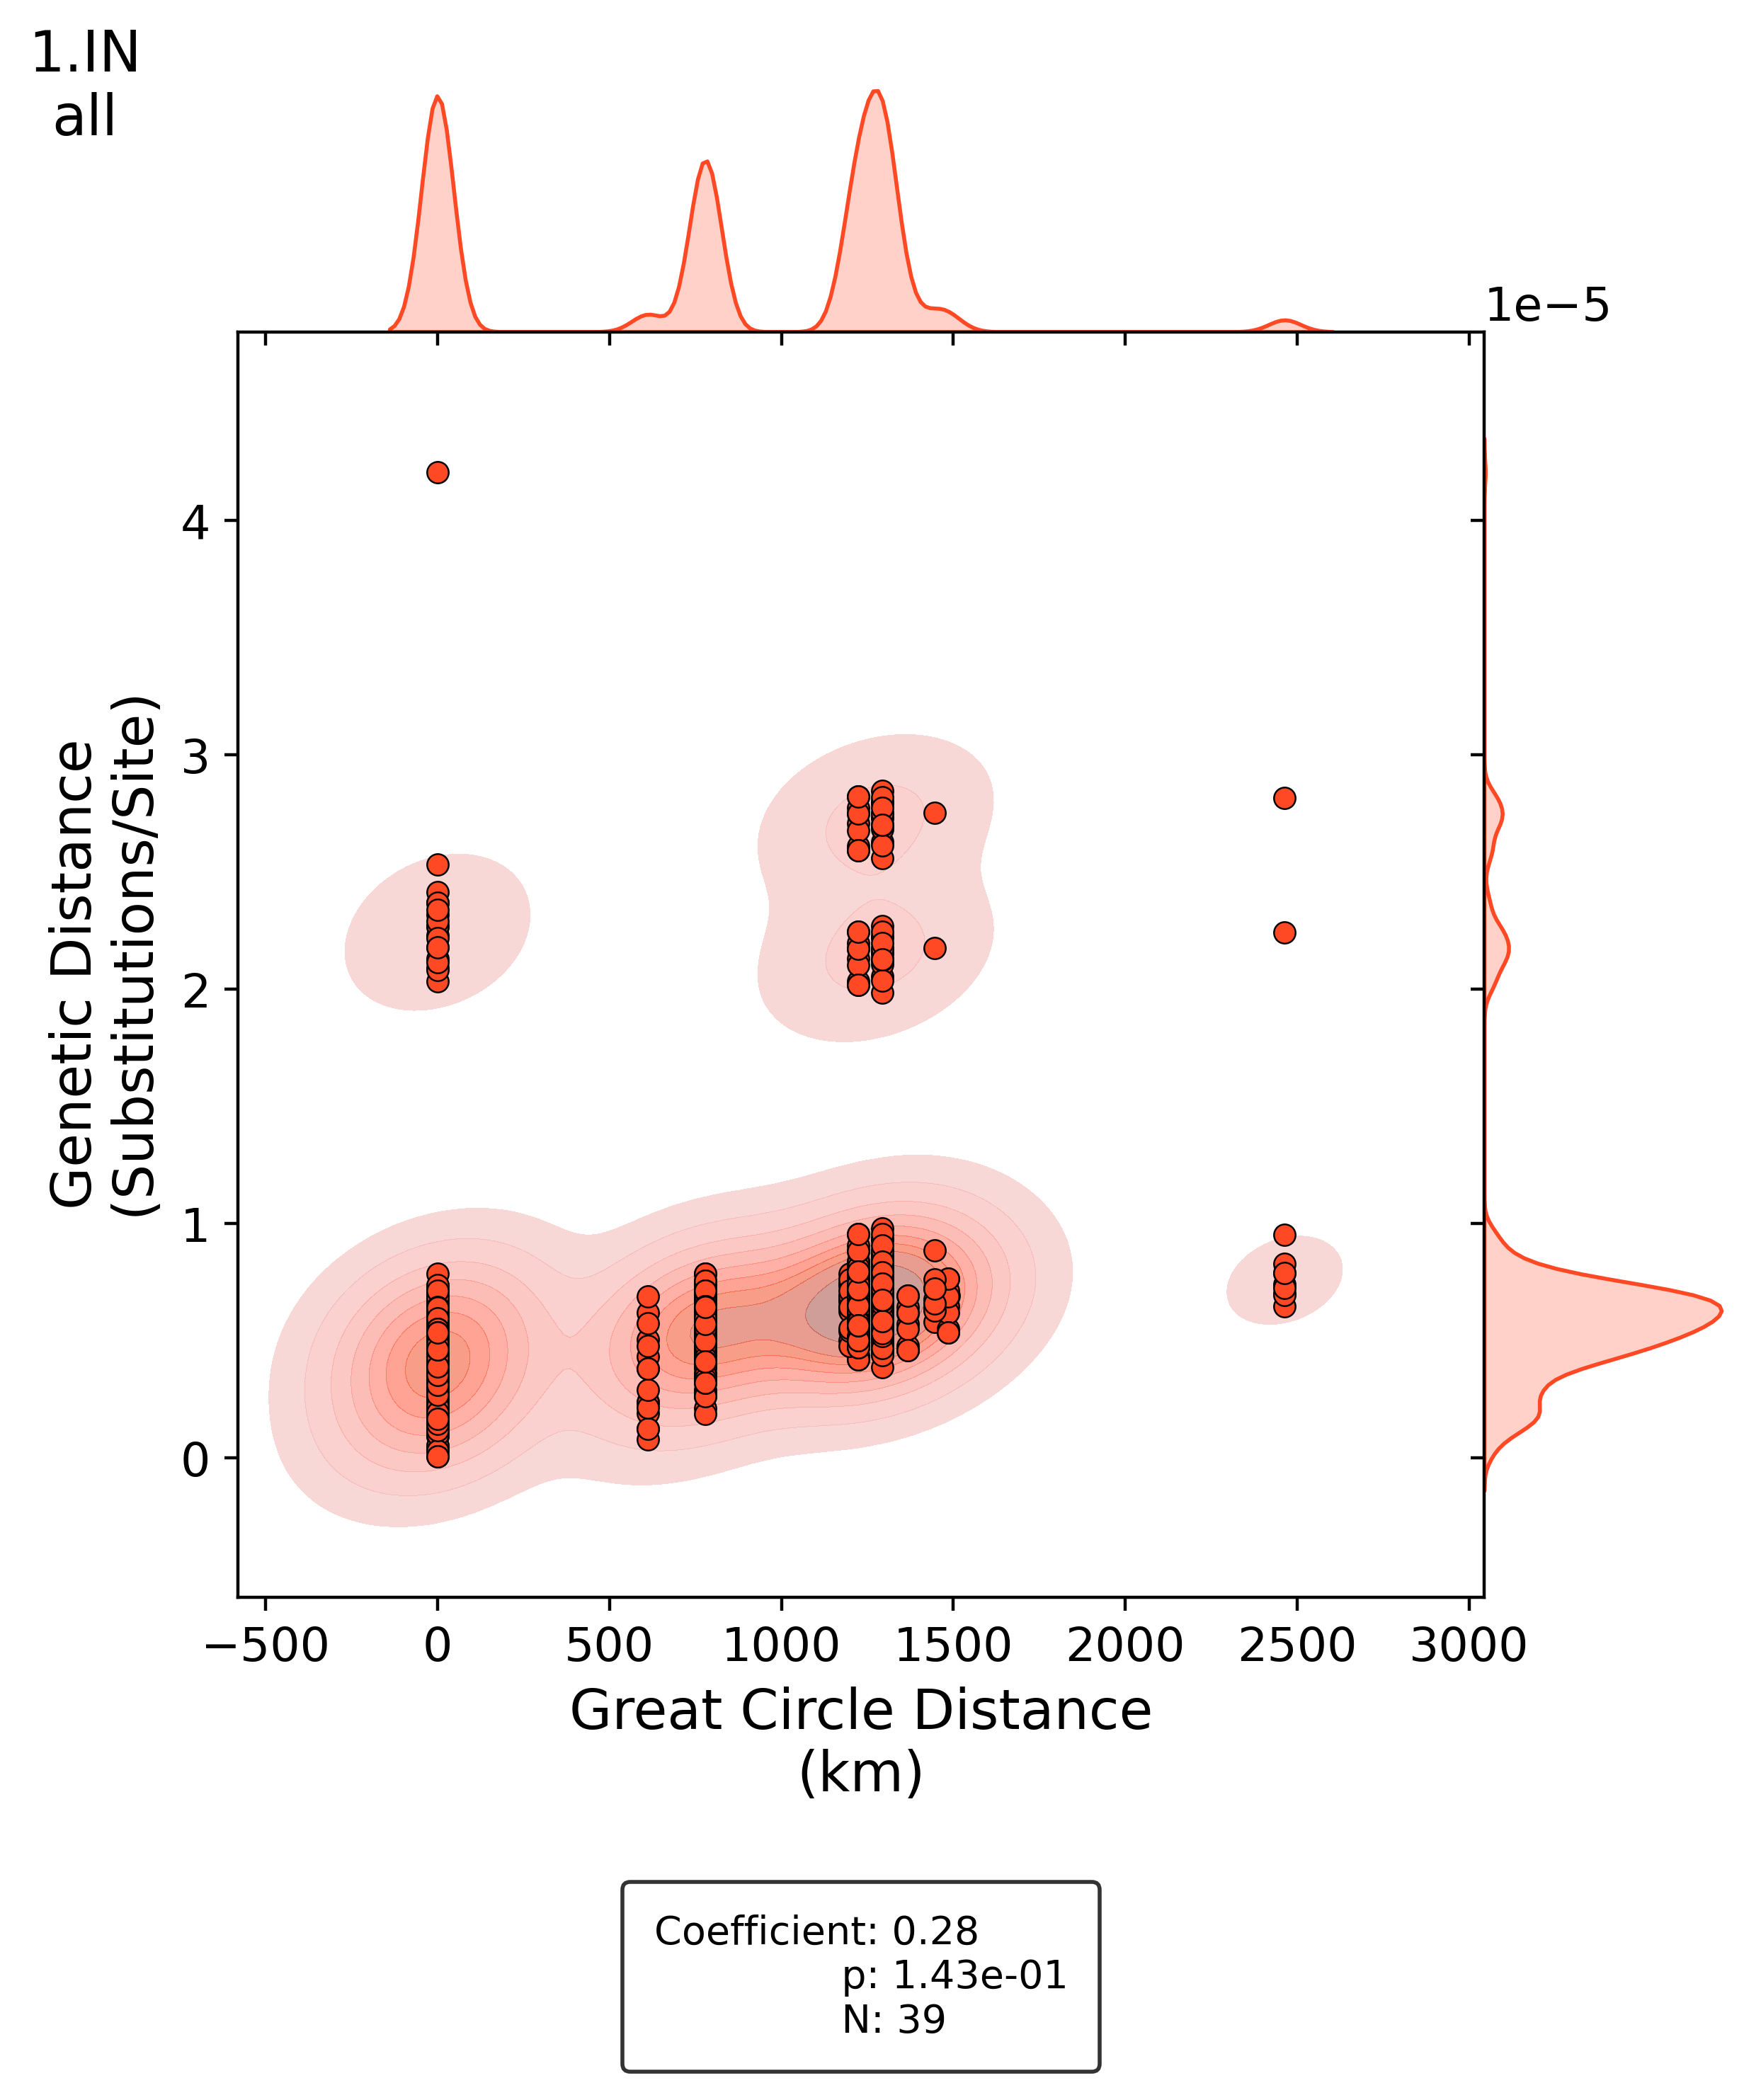 1.IN
all
1e−5
4
3
2
1
0
Genetic Distance
(Substitutions/Site)
−500 0 500 1000 1500 2000 2500 3000
Great Circle Distance
(km)
Coefficient: 0.28
p: 1.43e-01
N: 39